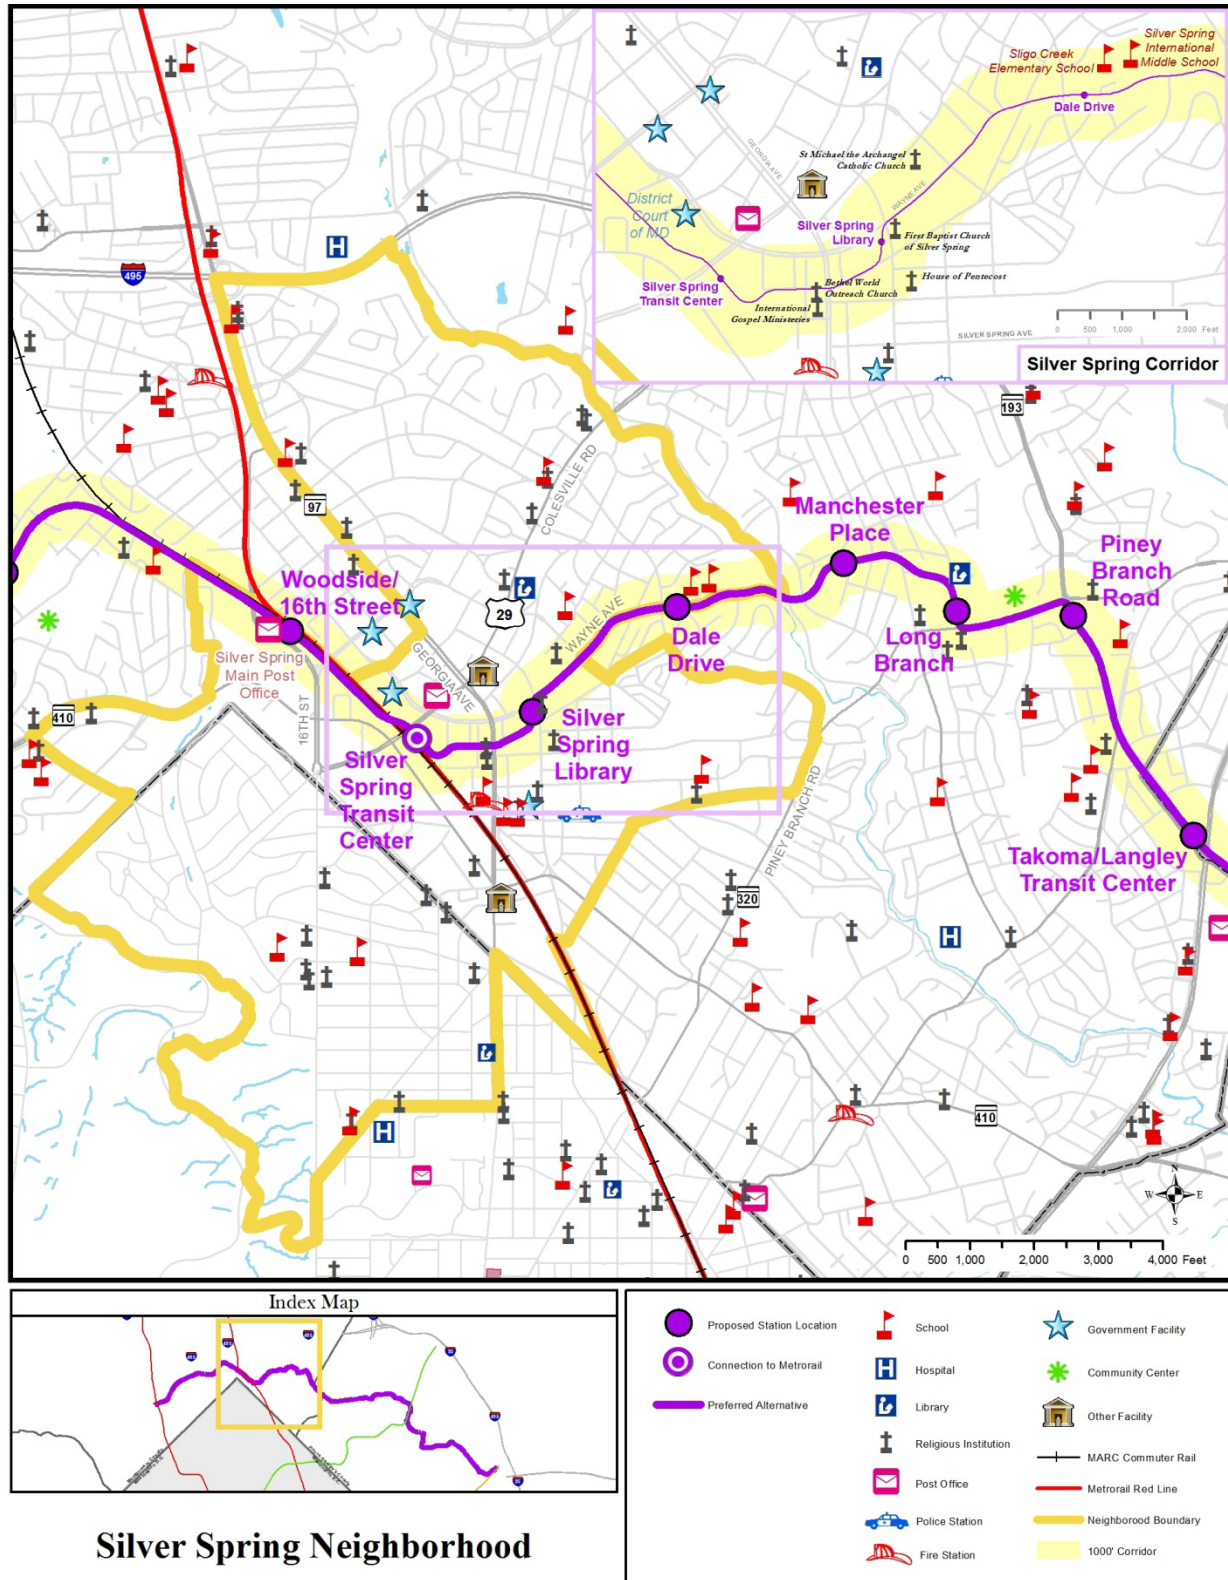 Sligo Creek
Elementary School
Silver Spring
International
Middle School
Dale Drive
GEORGIA AVE
St Michael the Archangel
Catholic Church
WAYNE AVE
District
Court
of MD
Silver Spring
Library
First Baptist Church
of Silver Spring
Silver Spring
Transit Center
Bethel World
Outreach Church
House of Pentecost
International
Gospel Ministeries
SILVER SPRING AVE
0 500 1,000 2,000 Feet
Silver Spring Corridor
495
193
97
COLESVILLE RD
Manchester
Place
Piney
Branch
Road
Woodside/
16th Street
29
WAYNE AVE
GEORGIA AVE
Dale
Drive
Long
Branch
Silver Spring
Main Post
Office
410
16TH ST
Silver
Spring
Library
Silver
Spring
Transit
Center
PINEY BRANCH RD
Takoma/Langley
Transit Center
320
410
N
W E
S
0 500 1,000 2,000 3,000 4,000 Feet
Index Map
Silver Spring Neighborhood
Proposed Station Location
Connection to Metrorail
Preferred Alternative
School
Hospital
Library
Religious Institution
Post Office
Police Station
Fire Station
Government Facility
Community Center
Other Facility
MARC Commuter Rail
Metrorail Red Line
Neighborood Boundary
1000' Corridor